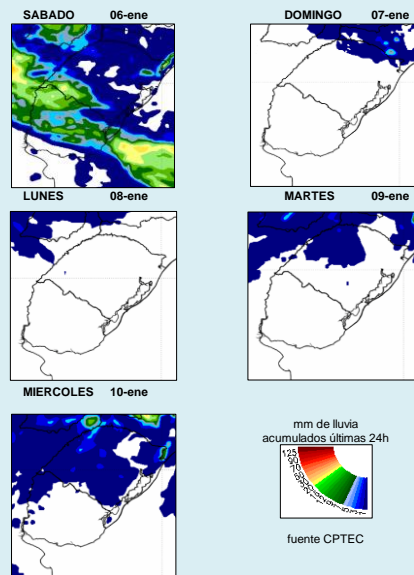 SABADO 06-ene
DOMINGO 07-ene
LUNES 08-ene
MARTES 09-ene
MIERCOLES 10-ene
mm de lluvia
acumulados últimas 24h
fuente CPTEC